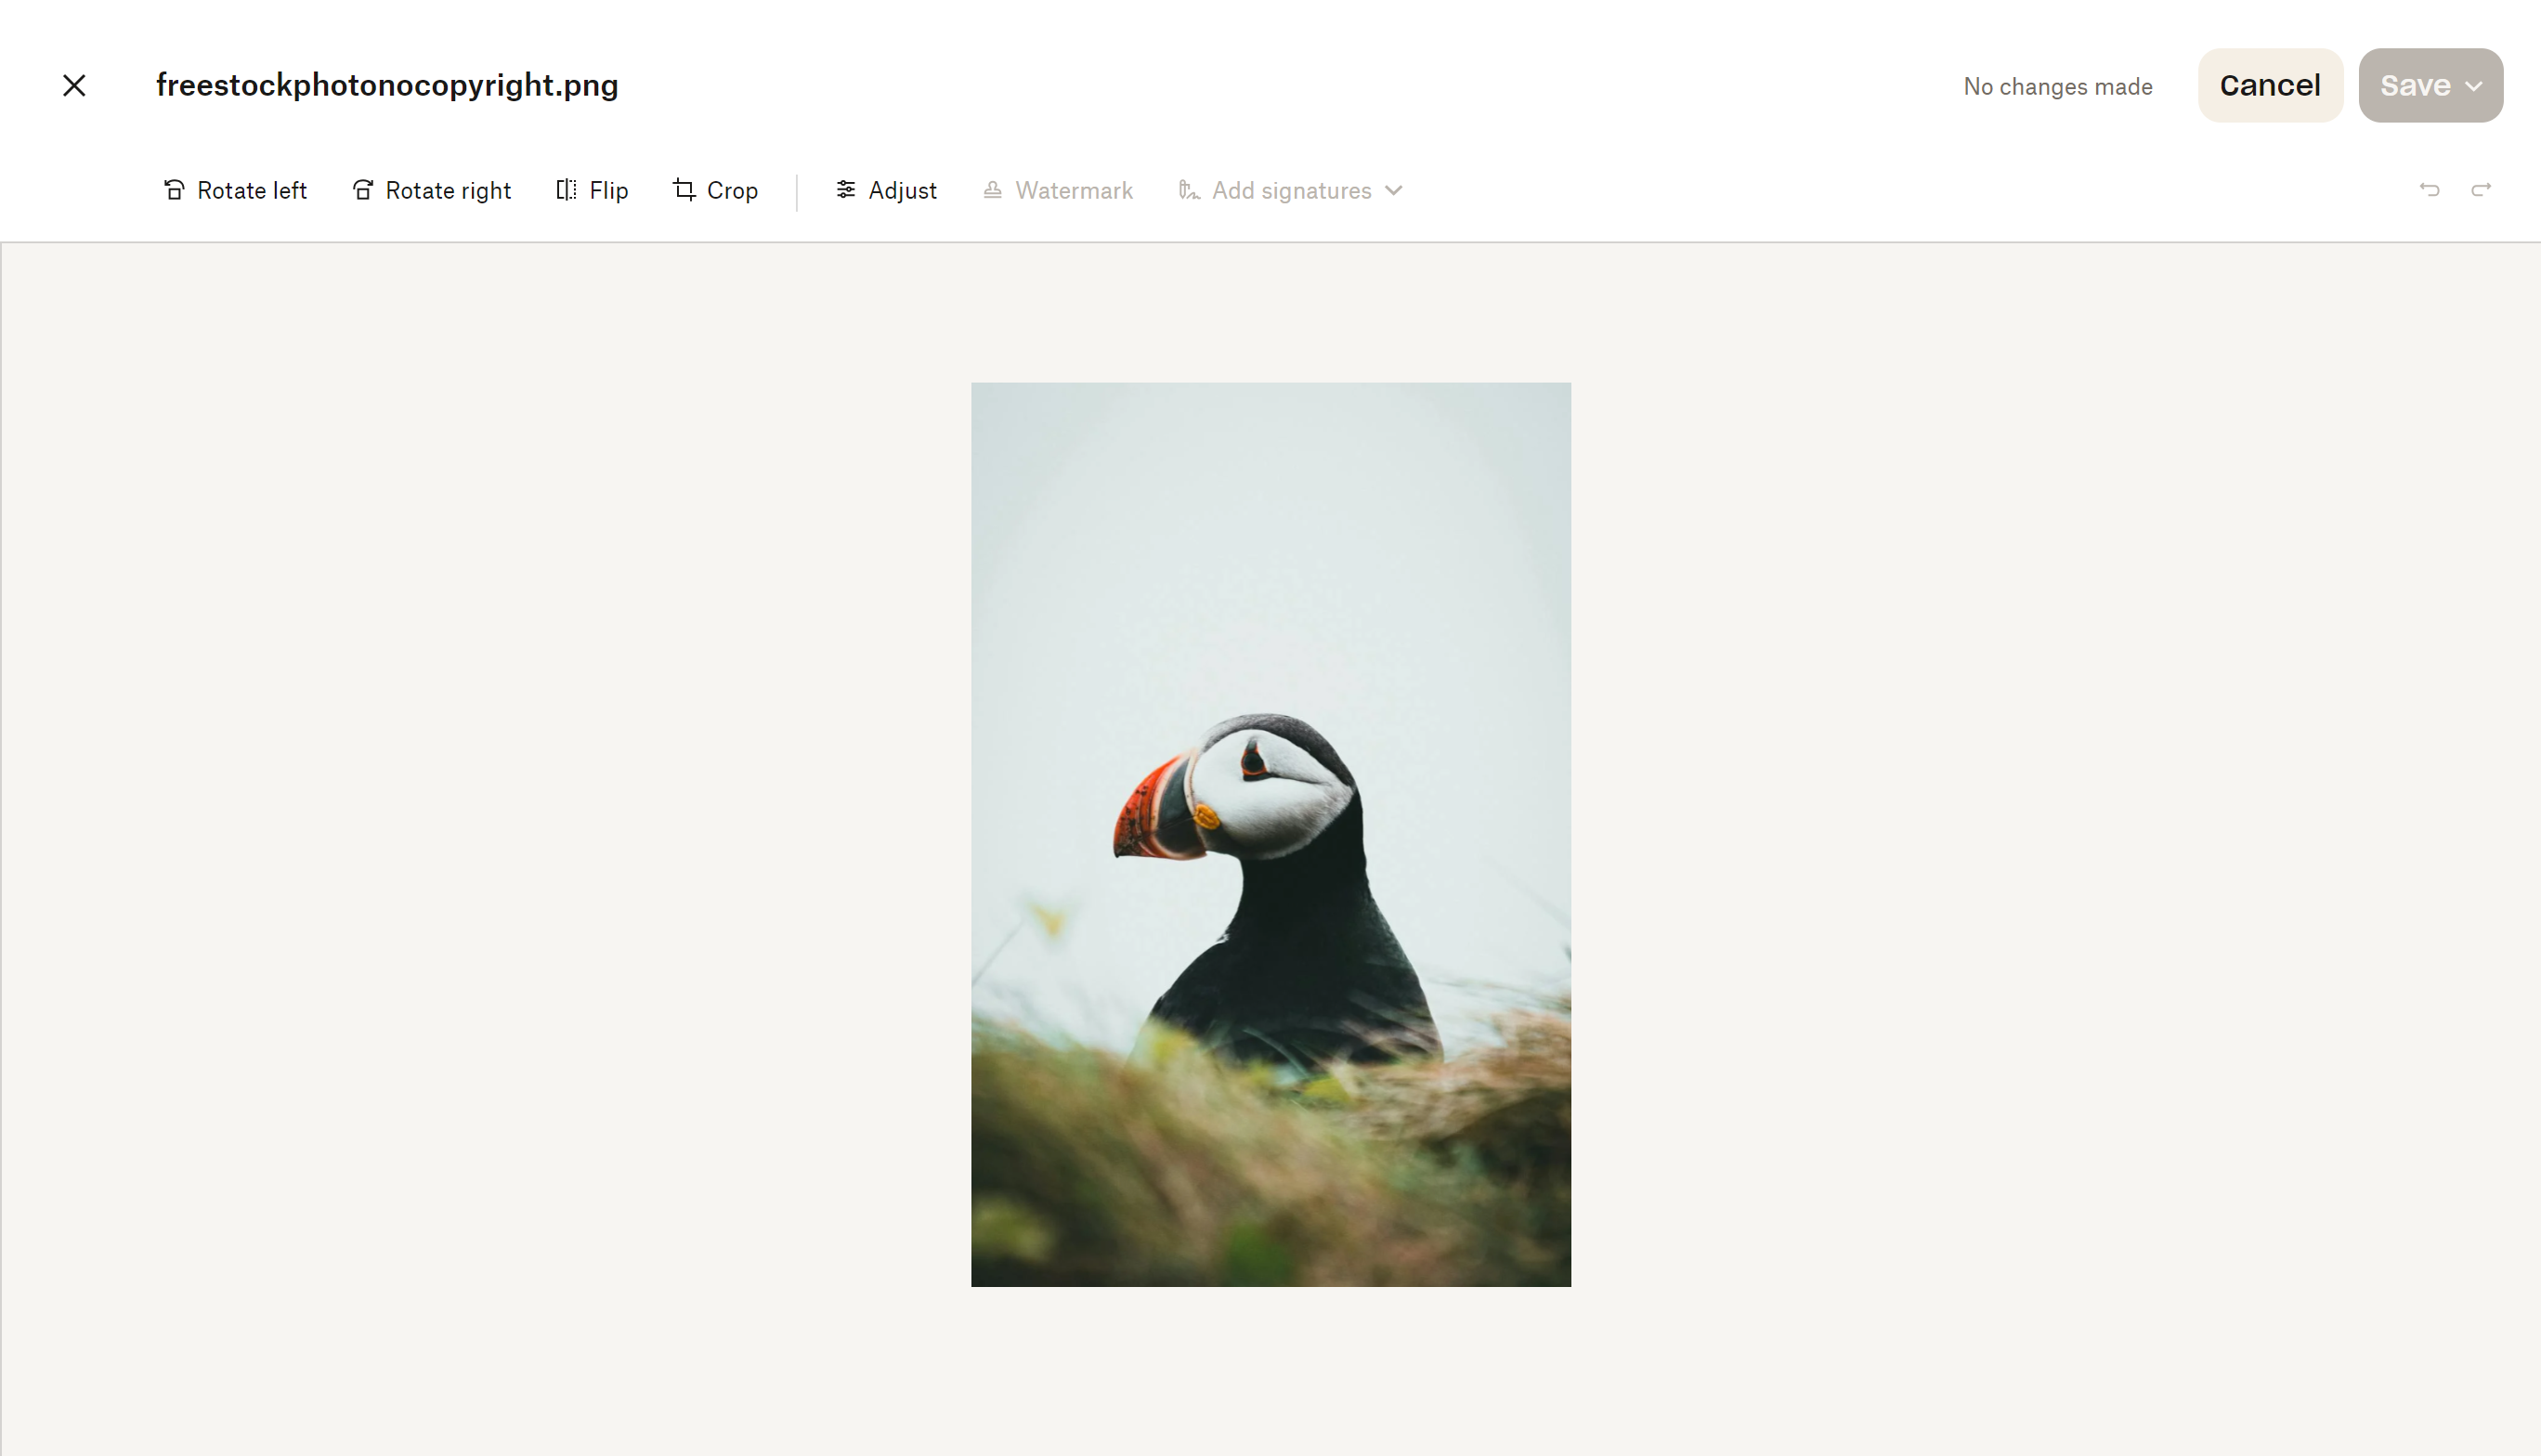 freestockphotonocopyright.png
No changes made
Cancel
Save
Rotate left
Rotate right
Flip
Crop
Adjust
Watermark
Add signatures